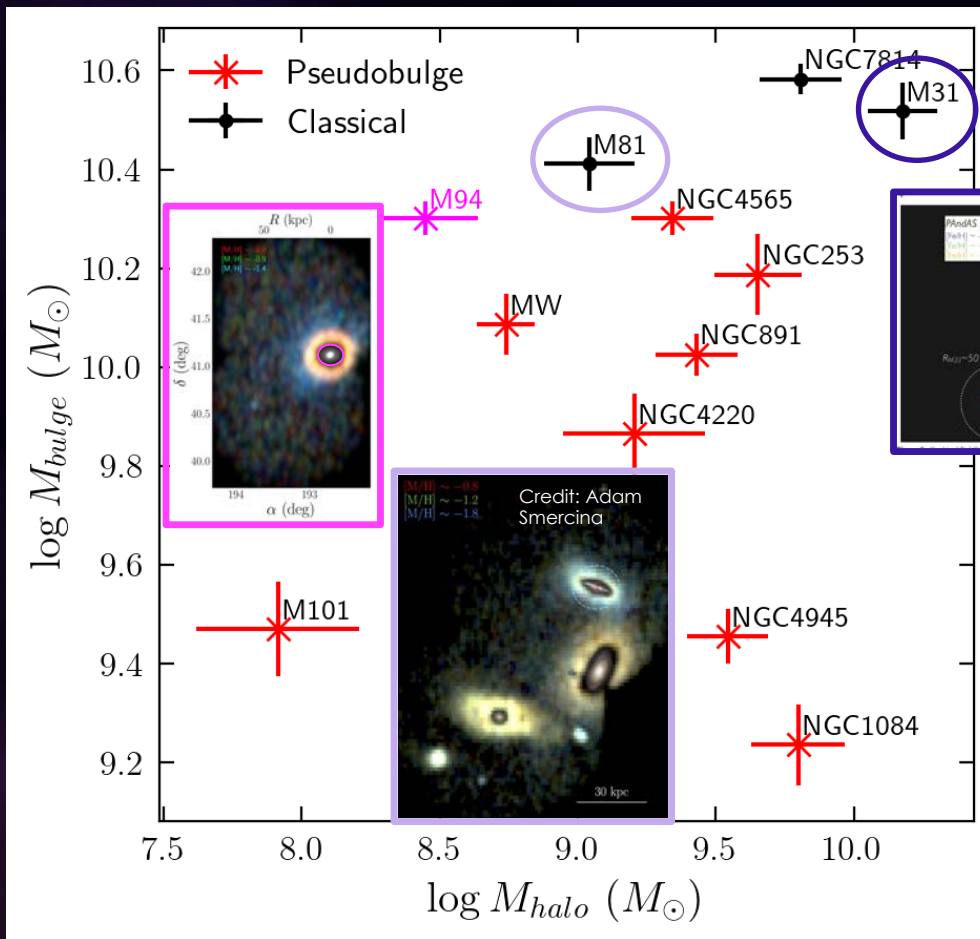 Pseudobulge
Classical
NGC7814
M31
M81
M94
NGC4565
NGC253
MW
NGC891
NGC4220
M101
NGC4945
NGC1084
R (kpc)
50 0
42.0
41.5
41.0
40.5
40.0
δ (deg)
194 193
α (deg)
[M/H] ~ −0.8
[M/H] ~ −1.2
[M/H] ~ −1.8
Credit: Adam
Smercina
30 kpc
PAndAS
log M_bulge (M_⊙)
10.6
10.4
10.2
10.0
9.8
9.6
9.4
9.2
7.5 8.0 8.5 9.0 9.5 10.0
log M_halo (M_⊙)